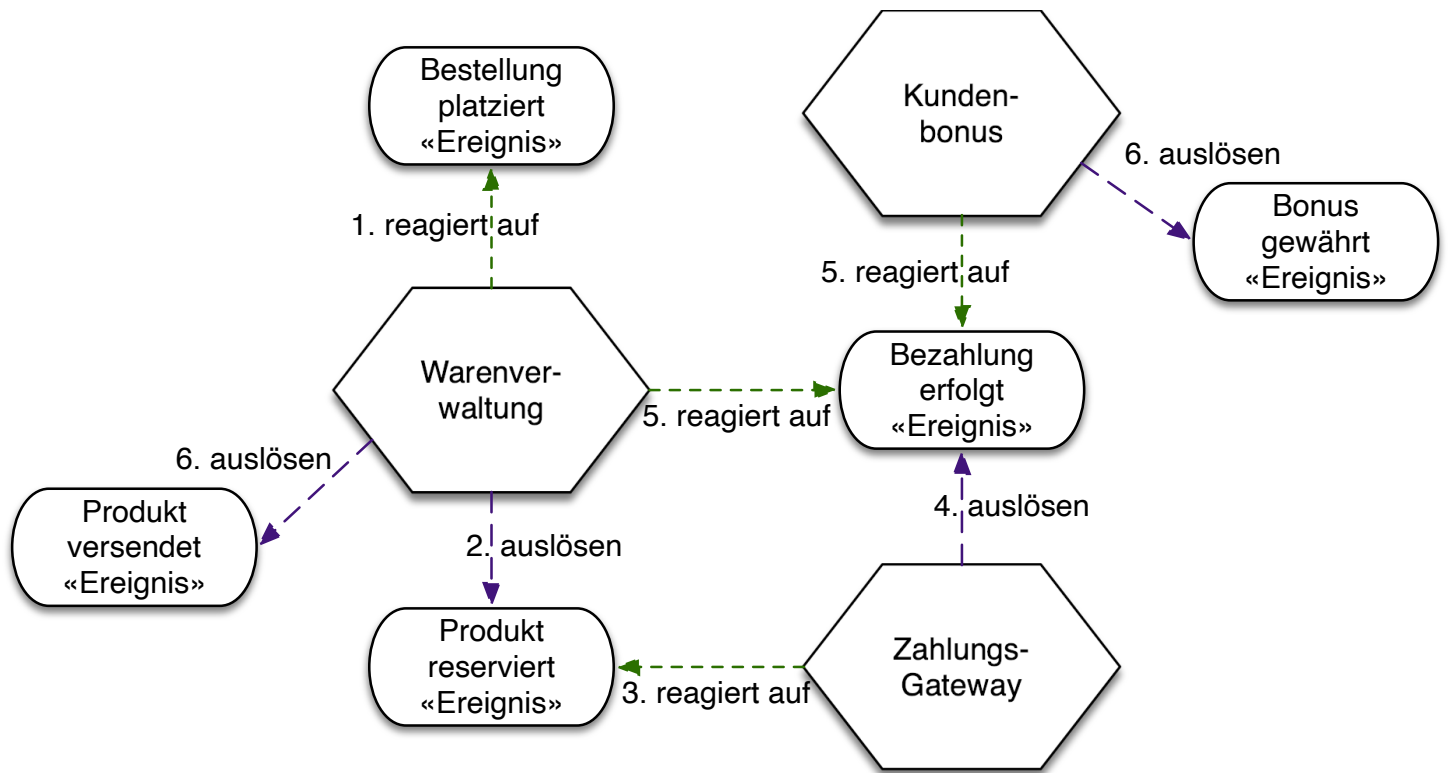 Bestellung
platziert
«Ereignis»
Kunden-
bonus
6. auslösen
Bonus
gewährt
«Ereignis»
1. reagiert auf
5. reagiert auf
Warenver-
waltung
5. reagiert auf
Bezahlung
erfolgt
«Ereignis»
6. auslösen
Produkt
versendet
«Ereignis»
2. auslösen
4. auslösen
Produkt
reserviert
«Ereignis»
3. reagiert auf
Zahlungs-
Gateway